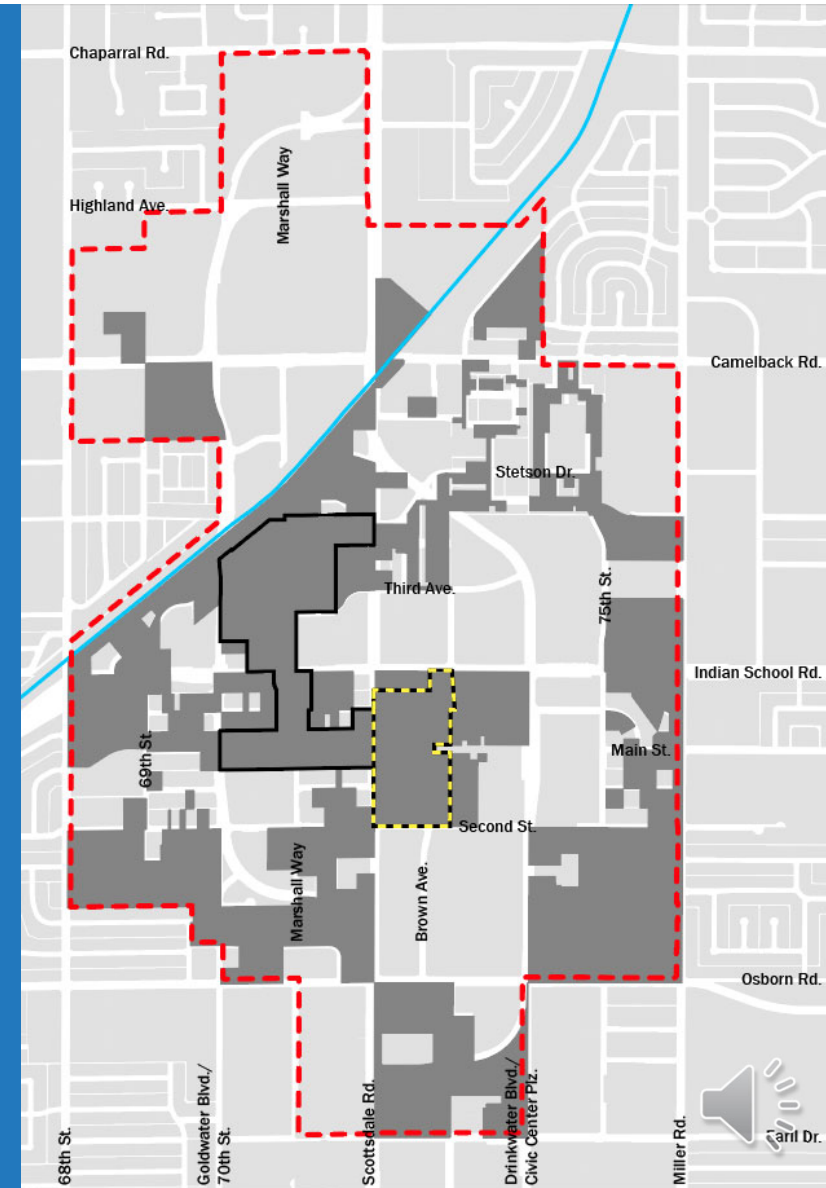 Chaparral Rd.
Marshall Way
Highland Ave.
Camelback Rd.
Stetson Dr.
Third Ave.
75th St.
Indian School Rd.
69th St.
Main St.
Second St.
Marshall Way
Brown Ave.
Osborn Rd.
68th St.
Goldwater Blvd./
70th St.
Scottsdale Rd.
Drinkwater Blvd./
Civic Center Plz.
Miller Rd.
Earll Dr.